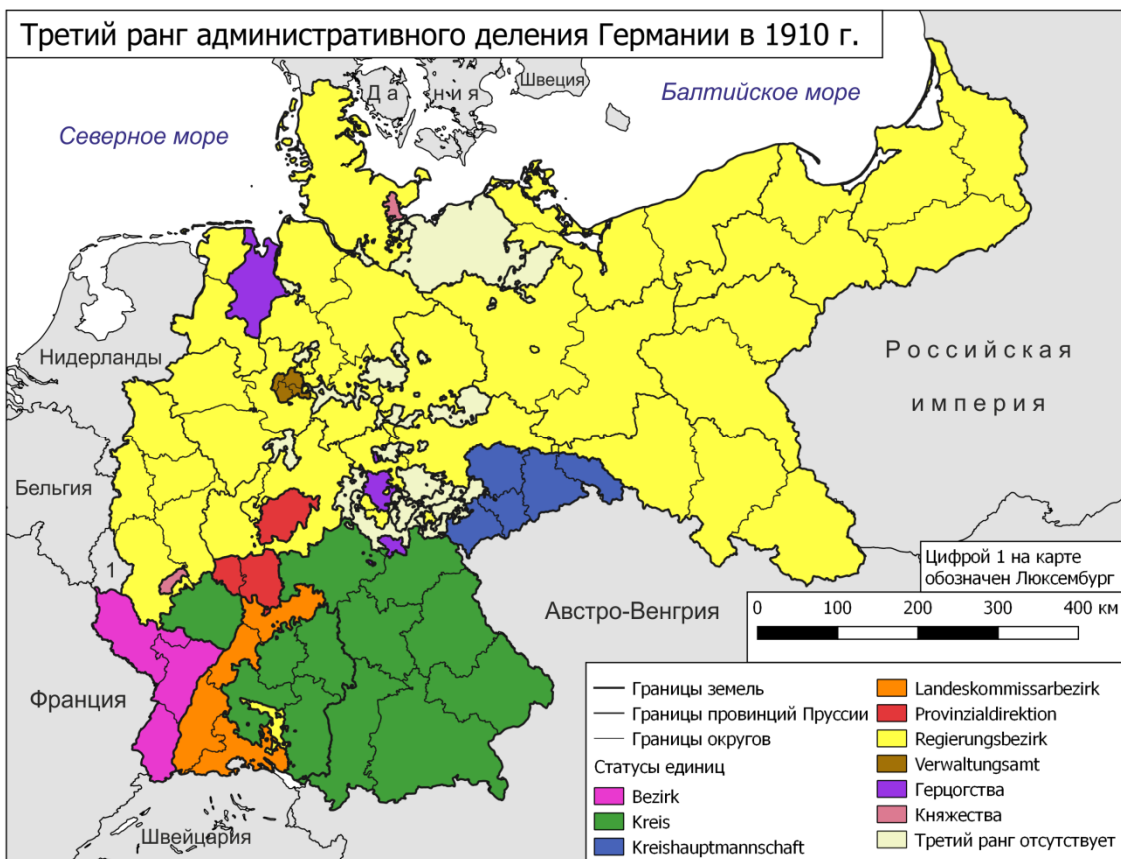 Третий ранг административного деления Германии в 1910 г.
Северное море
Д а н и я
Швеция
Балтийское море
Нидерланды
Российская
империя
Бельгия
1
Цифрой 1 на карте
обозначен Люксембург
0 100 200 300 400 км
Австро-Венгрия
Франция
Швейцария
Границы земель
Границы провинций Пруссии
Границы округов
Статусы единиц
Bezirk
Kreis
Kreishauptmannschaft
Landeskommissarbezirk
Provinzialdirektion
Regierungsbezirk
Verwaltungsamt
Герцогства
Княжества
Третий ранг отсутствует